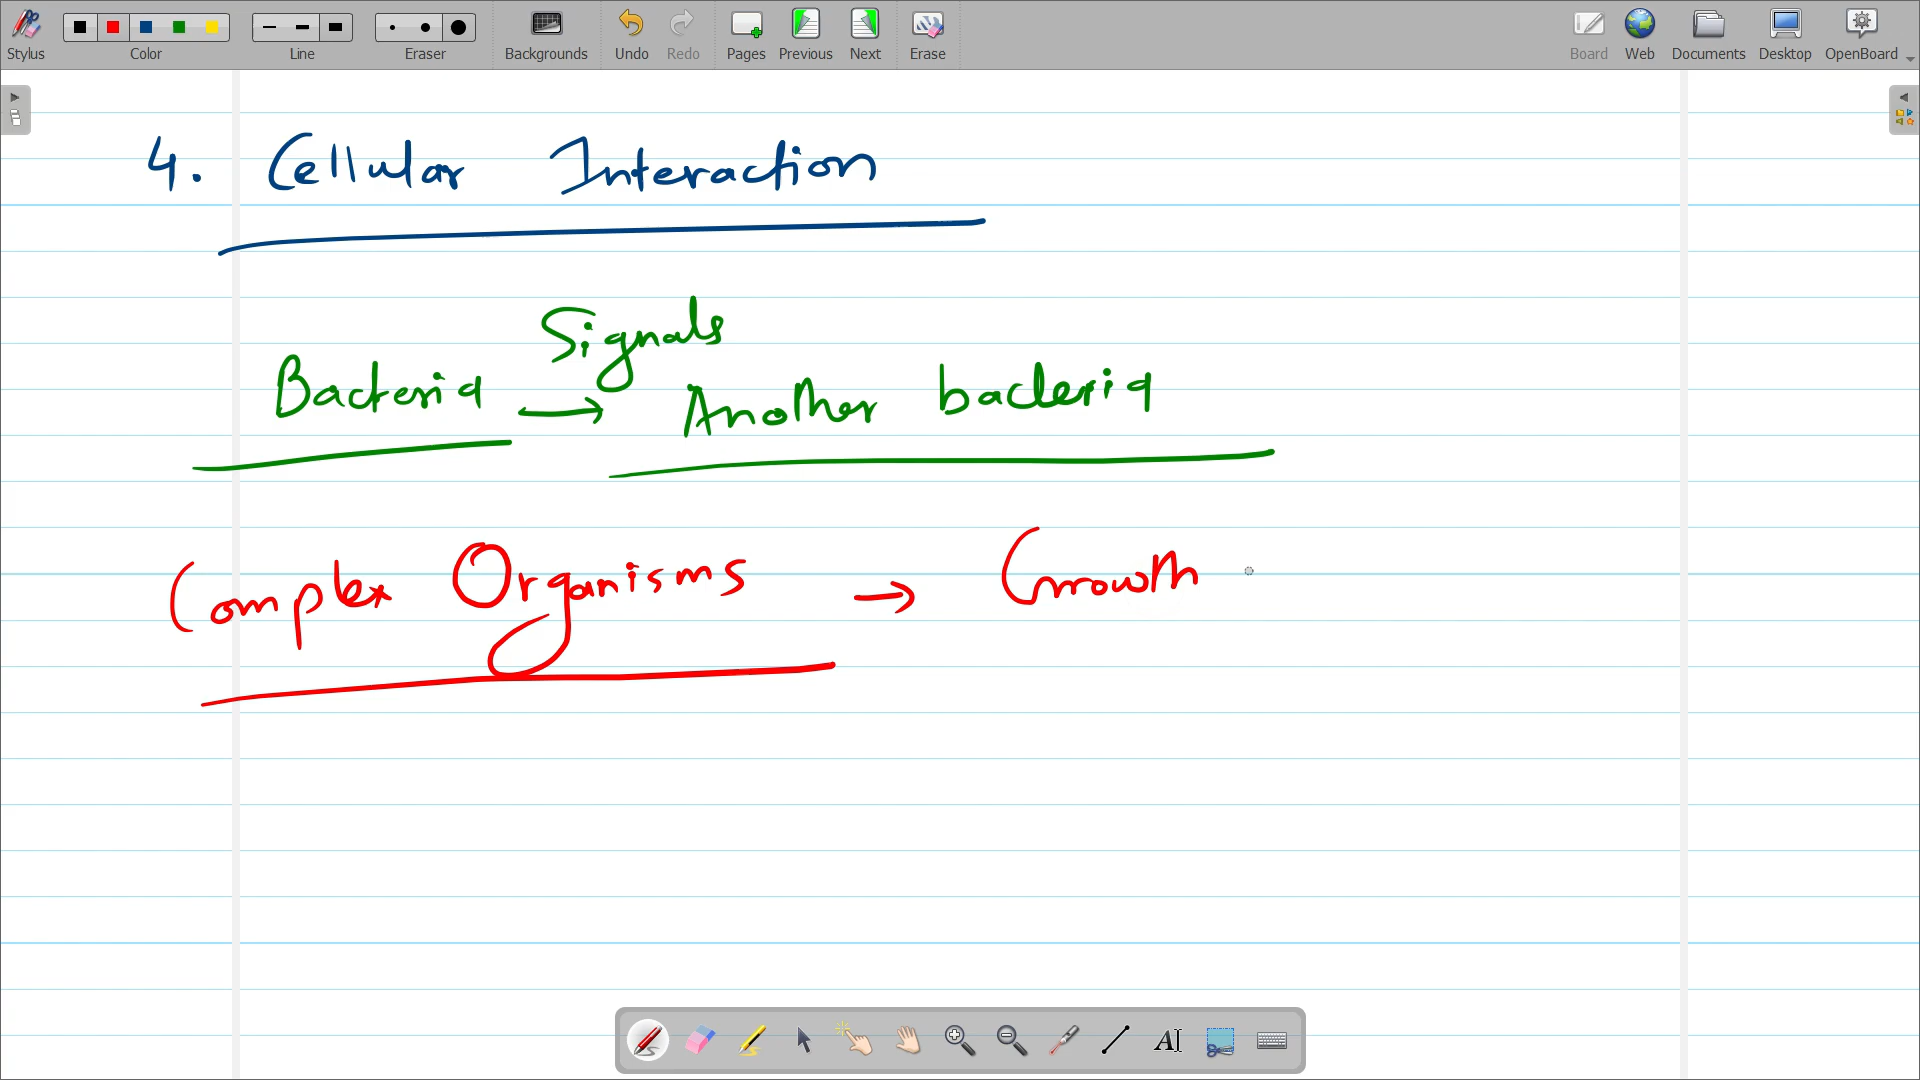 Stylus Color Line Eraser Backgrounds Undo Redo Pages Previous Next Erase Board Web Documents Desktop OpenBoard
4. Cellular Interaction
Signals
Bacteria → Another bacteria
Complex Organisms → Growth